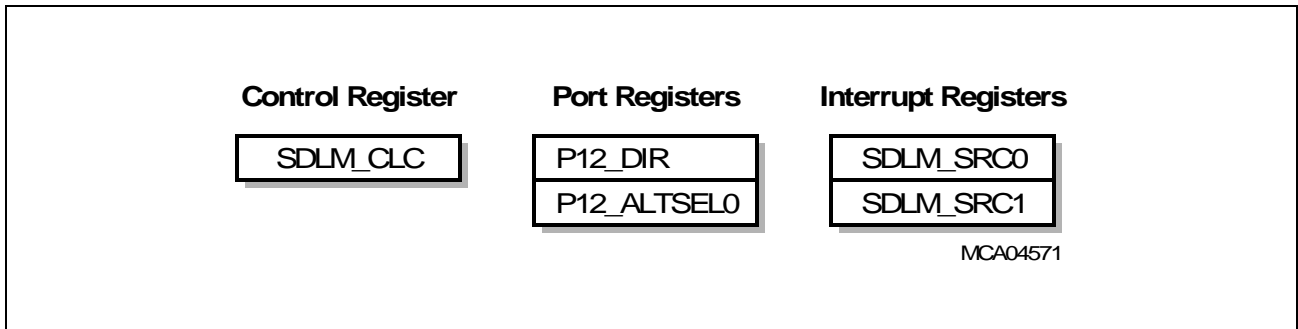 Control Register
Port Registers
Interrupt Registers
SDLM_CLC
P12_DIR
SDLM_SRC0
P12_ALTSEL0
SDLM_SRC1
MCA04571